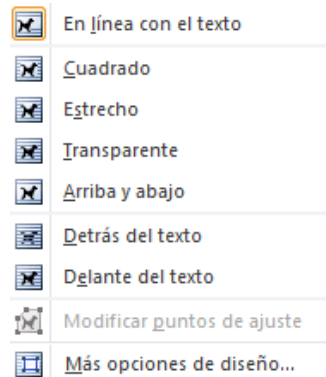 En línea con el texto
Cuadrado
Estrecho
Transparente
Arriba y abajo
Detrás del texto
Delante del texto
Modificar puntos de ajuste
Más opciones de diseño...